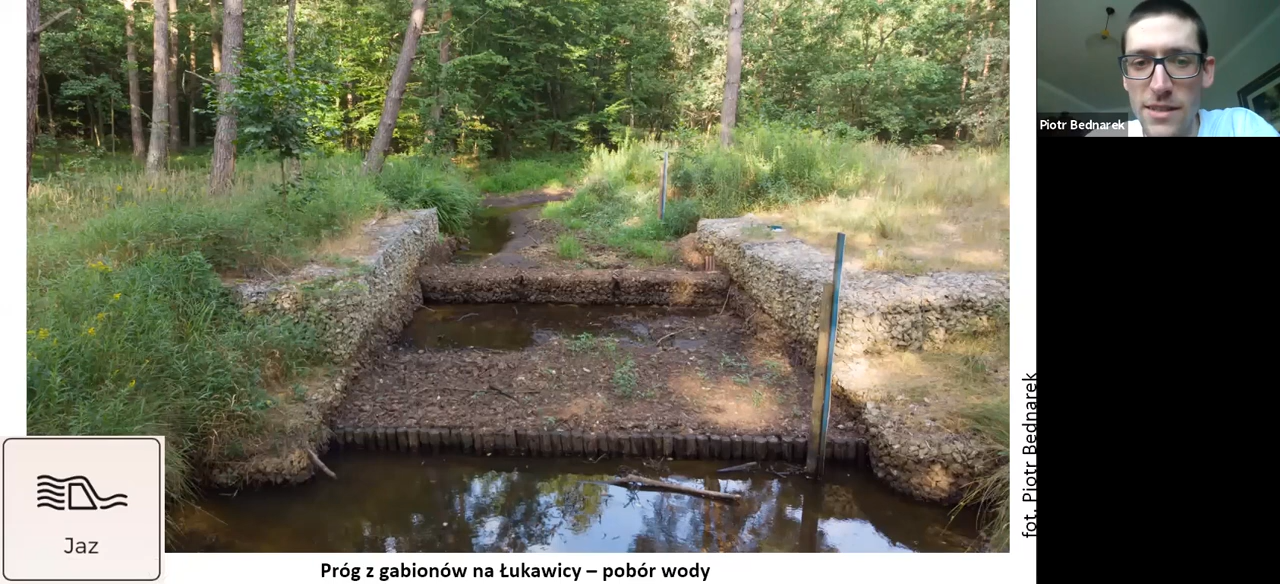 Piotr Bednarek
fot. Piotr Bednarek
Jaz
Próg z gabionów na Łukawicy – pobór wody